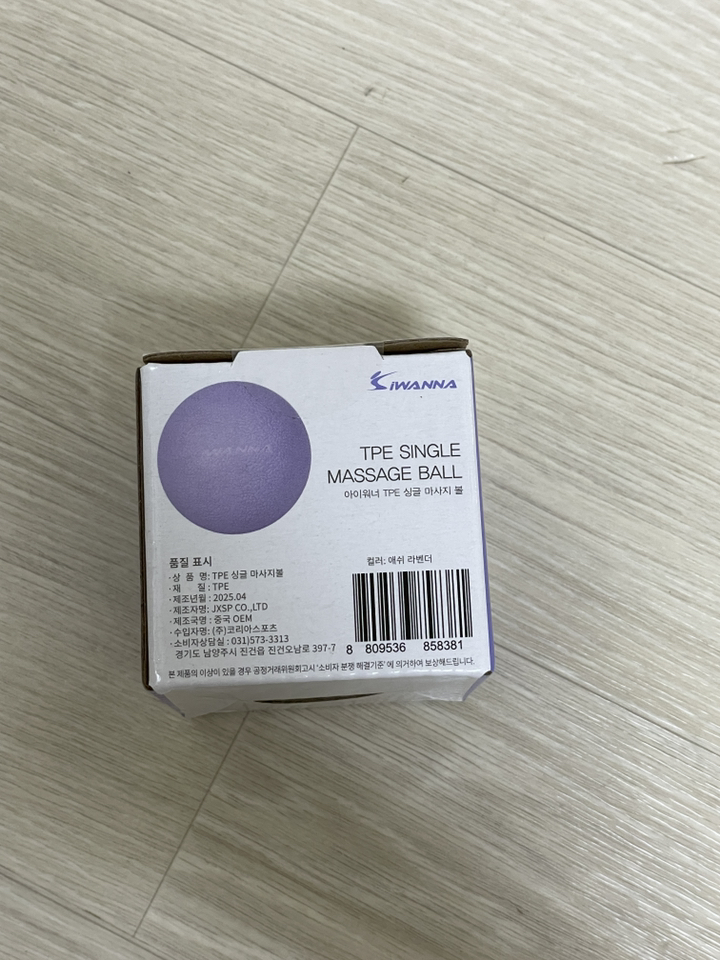 iWANNA
IWANNA
TPE SINGLE
MASSAGE BALL
아이워너 TPE 싱글 마사지 볼
품질 표시
·상 품 명: TPE 싱글 마사지볼
·재 질: TPE
·제조년월 : 2025.04
·제조자명: JXSP CO.,LTD
·제조국명 : 중국 OEM
·수입자명: (주)코리아스포츠
·소비자상담실 : 031)573-3313
경기도 남양주시 진건읍 진건오남로 397-7
컬러: 애쉬 라벤더
8 809536 858381
본 제품의 이상이 있을 경우 공정거래위원회고시 '소비자 분쟁 해결기준' 에 의거하여 보상해드립니다.